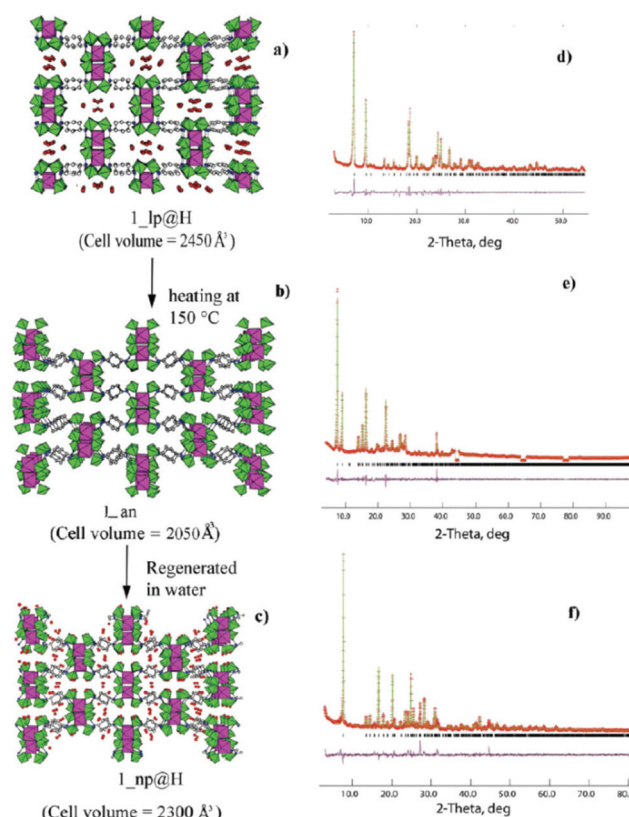 a)
1_lp@H
(Cell volume = 2450 Å³)
heating at
150 °C
b)
1_an
(Cell volume = 2050 Å³)
Regenerated
in water
c)
1_np@H
(Cell volume = 2300 Å³)
d)
10.0 20.0 30.0 40.0 50.0
2-Theta, deg
e)
10.0 20.0 30.0 40.0 50.0 60.0 70.0 80.0 90.0
2-Theta, deg
f)
10.0 20.0 30.0 40.0 50.0 60.0 70.0 80.
2-Theta, deg